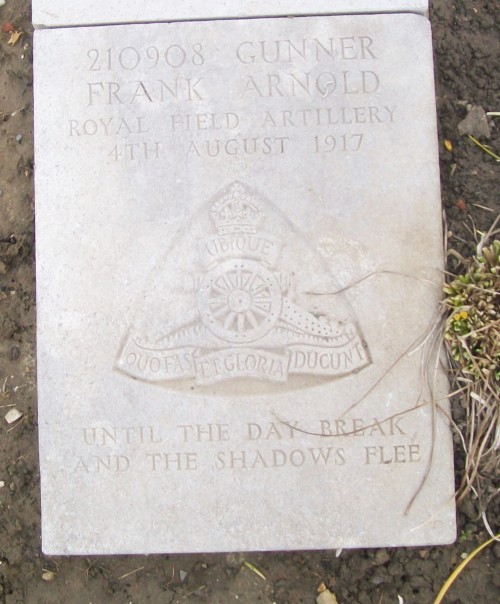 210908 GUNNER
FRANK ARNOLD
ROYAL FIELD ARTILLERY
4TH AUGUST 1917
UBIQUE
QUO FAS ET GLORIA DUCUNT
UNTIL THE DAY BREAK
AND THE SHADOWS FLEE